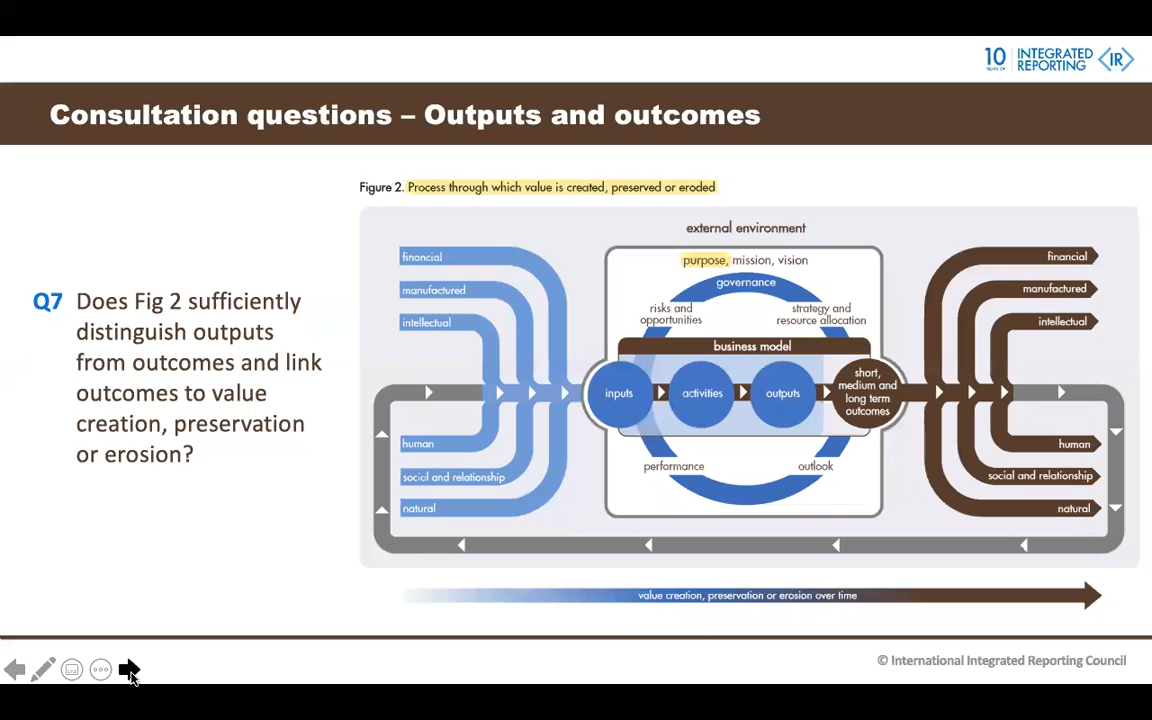 10 INTEGRATED
YEARS OF REPORTING IR
Consultation questions – Outputs and outcomes
Figure 2. Process through which value is created, preserved or eroded
Q7 Does Fig 2 sufficiently
distinguish outputs
from outcomes and link
outcomes to value
creation, preservation
or erosion?
external environment
financial
manufactured
intellectual
human
social and relationship
natural
purpose, mission, vision
governance
risks and
opportunities
strategy and
resource allocation
business model
inputs
activities
outputs
short,
medium and
long term
outcomes
performance
outlook
financial
manufactured
intellectual
human
social and relationship
natural
value creation, preservation or erosion over time
© International Integrated Reporting Council